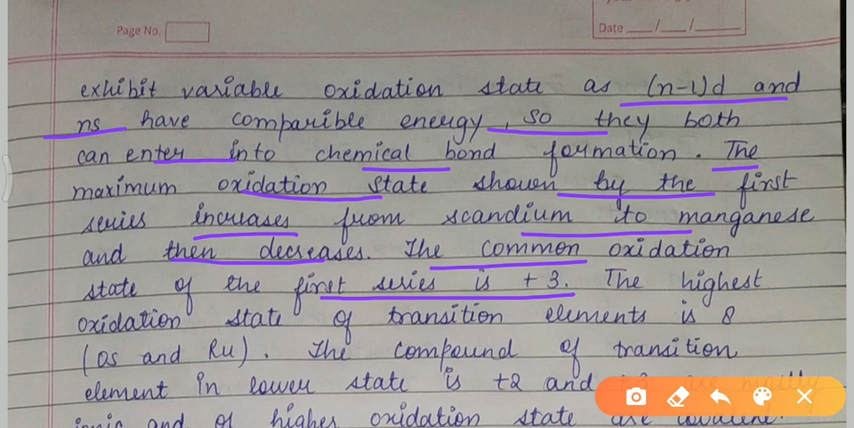 Page No.
Date
exhibit variable oxidation state as (n-1)d and
ns have comparible energy, so they both
can enter into chemical bond formation. The
maximum oxidation state shown by the first
series increases from scandium to manganese
and then decreases. The common oxidation
state of the first series is +3. The highest
oxidation state of transition elements is 8
(Os and Ru). The compound of transition
element in lower state is +2 and +3 are mostly
ionic and of higher oxidation state are covalent.